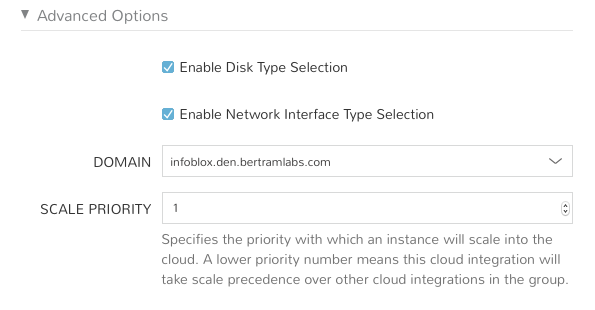 Advanced Options
Enable Disk Type Selection
Enable Network Interface Type Selection
DOMAIN infoblox.den.bertramlabs.com
SCALE PRIORITY 1
Specifies the priority with which an instance will scale into the
cloud. A lower priority number means this cloud integration will
take scale precedence over other cloud integrations in the group.